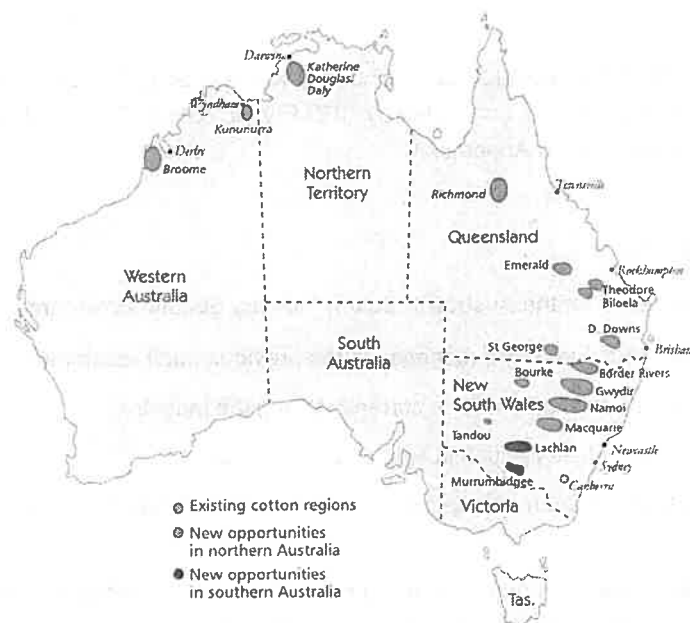 Darwin
Katherine
Douglas/
Daly
Wyndham
Kununurra
Derby
Broome
Northern
Territory
Richmond
Townsville
Queensland
Western
Australia
Emerald
Rockhampton
Theodore
Biloela
South
Australia
D. Downs
St George
Brisbane
Bourke
Border Rivers
New
South Wales
Gwydir
Namoi
Macquarie
Tandou
Lachlan
Newcastle
Sydney
Murrumbidgee
Canberra
Victoria
Existing cotton regions
New opportunities
in northern Australia
New opportunities
in southern Australia
Tas.